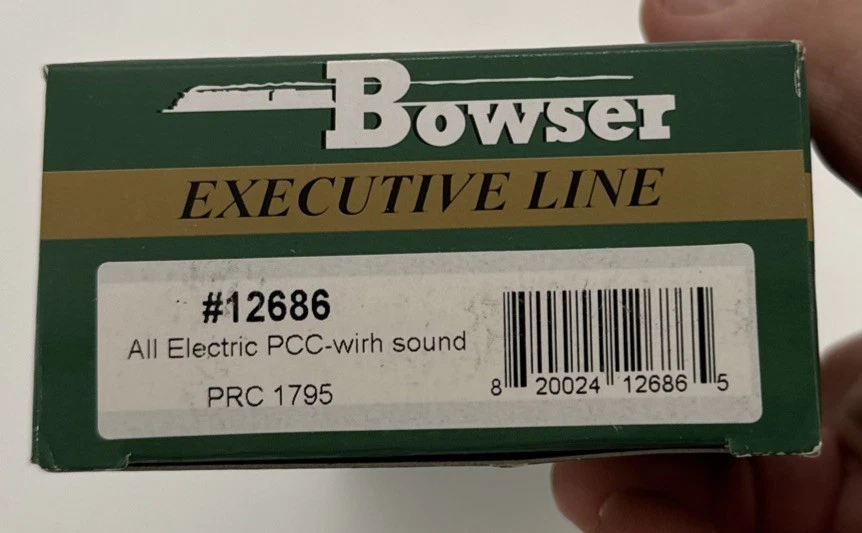 Bowser
EXECUTIVE LINE
#12686
All Electric PCC-wirh sound
PRC 1795
8 20024 12686 5